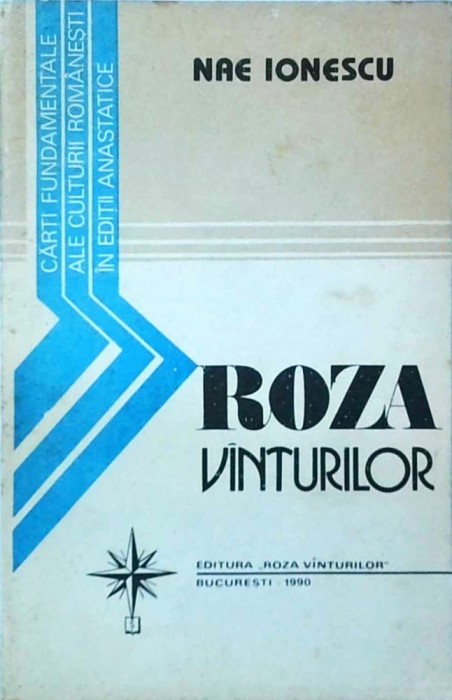 NAE IONESCU
CĂRȚI FUNDAMENTALE
ALE CULTURII ROMÂNEȘTI
ÎN EDIȚII ANASTATICE
ROZA
VÎNTURILOR
EDITURA „ROZA VÎNTURILOR"
BUCUREȘTI - 1990